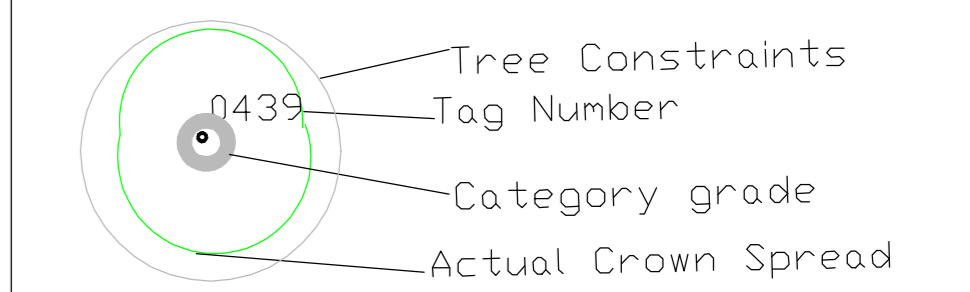 Tree Constraints
0439
Tag Number
Category grade
Actual Crown Spread